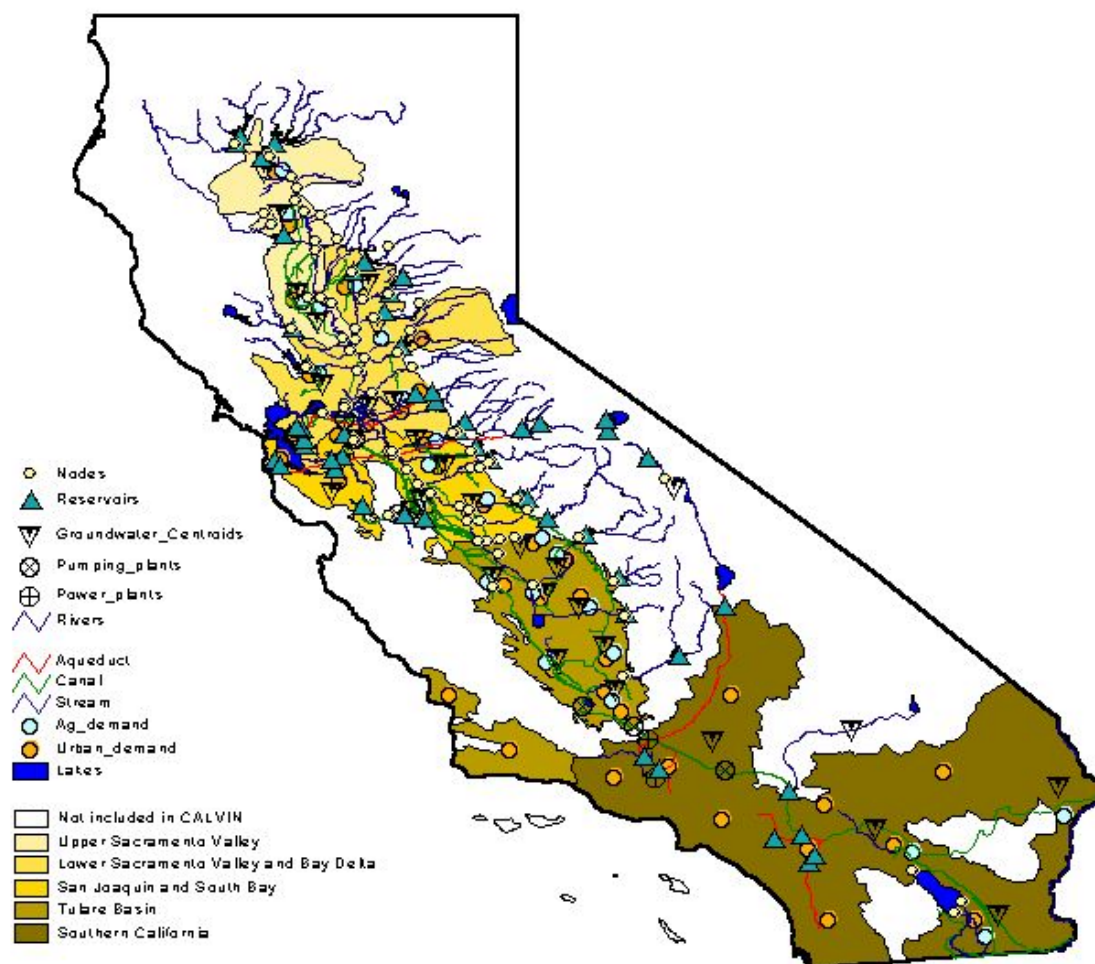 Nodes
Reservoirs
Groundwater_Centroids
Pumping_plants
Power_plants
Rivers
Aqueduct
Canal
Stream
Ag_demand
Urban_demand
Lakes
Not included in CALVIN
Upper Sacramento Valley
Lower Sacramento Valley and Bay Delta
San Joaquin and South Bay
Tulare Basin
Southern California